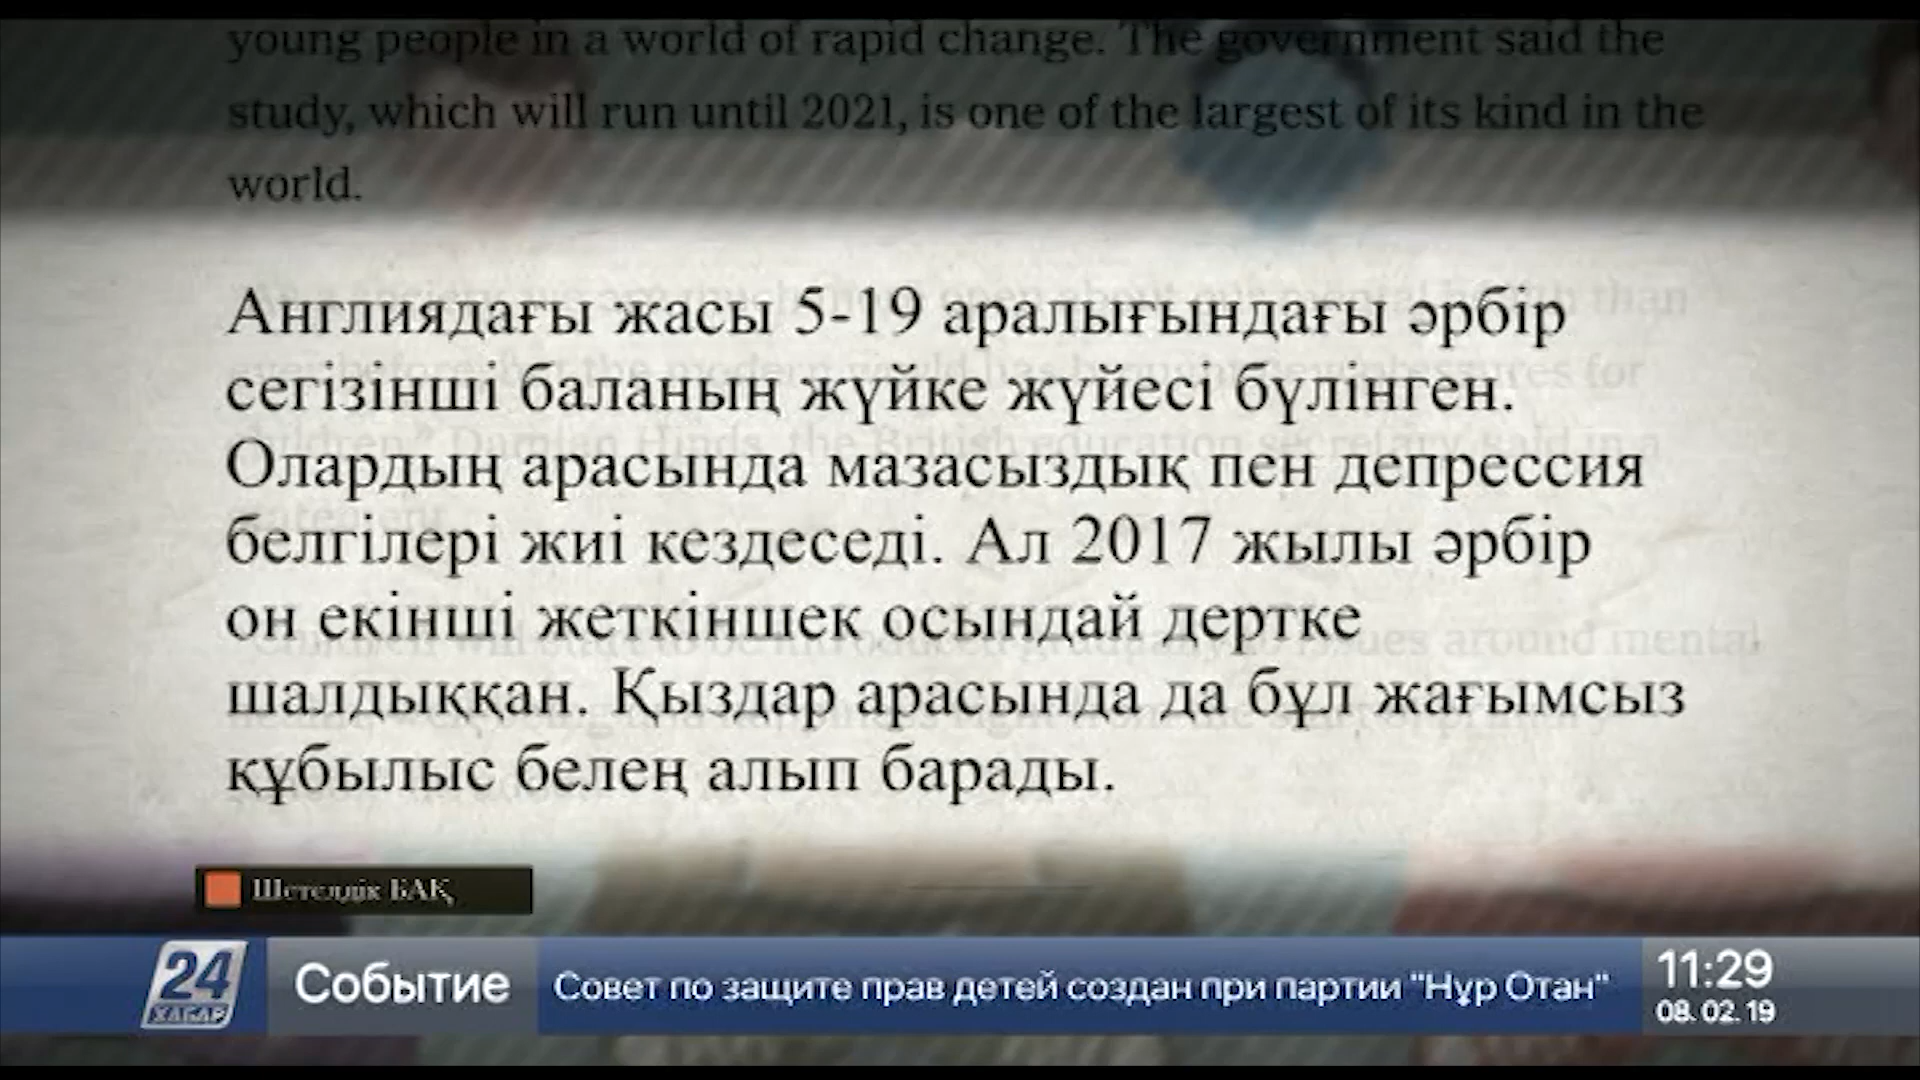 young people in a world of rapid change. The government said the
study, which will run until 2021, is one of the largest of its kind in the
world.
Англиядағы жасы 5-19 аралығындағы әрбір
сегізінші баланың жүйке жүйесі бүлінген.
Олардың арасында мазасыздық пен депрессия
белгілері жиі кездеседі. Ал 2017 жылы әрбір
он екінші жеткіншек осындай дертке
шалдыққан. Қыздар арасында да бұл жағымсыз
құбылыс белең алып барады.
Шетелдік БАҚ
24
ХАБАР
Событие
Совет по защите прав детей создан при партии "Нұр Отан"
11:29
08. 02. 19